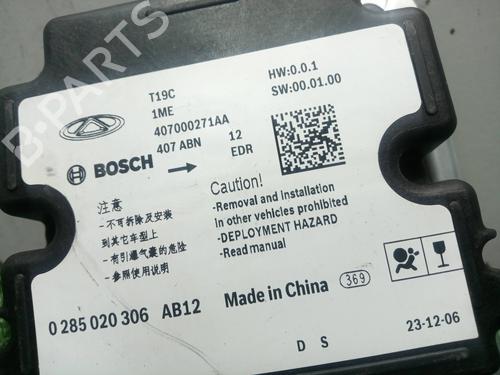 B-PARTS
T19C
HW:0.0.1
1ME
SW:00.01.00
407000271AA
407 ABN
12
BOSCH
EDR
注意
-不可拆除及安装
到其它车型上
-有引爆气囊的危险
-参照使用说明
Caution!
-Removal and Installation
in other vehicles prohibited
-DEPLOYMENT HAZARD
-Read manual
0 285 020 306 AB12
Made in China
369
D S
23-12-06